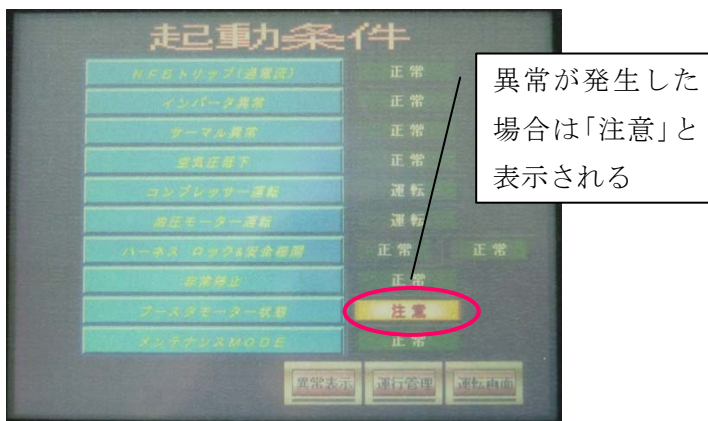 起動条件
NFBトリップ(過電流) 正常
インバータ異常 正常
サーマル異常 正常
空気圧低下 正常
コンプレッサー運転 運転
油圧モーター運転 運転
ハーネス ロック&安全柵開 正常 正常
非常停止 正常
ブースタモーター状態 注意
メンテナンスMODE 正常
異常表示 運行管理 運転画面
異常が発生した
場合は「注意」と
表示される